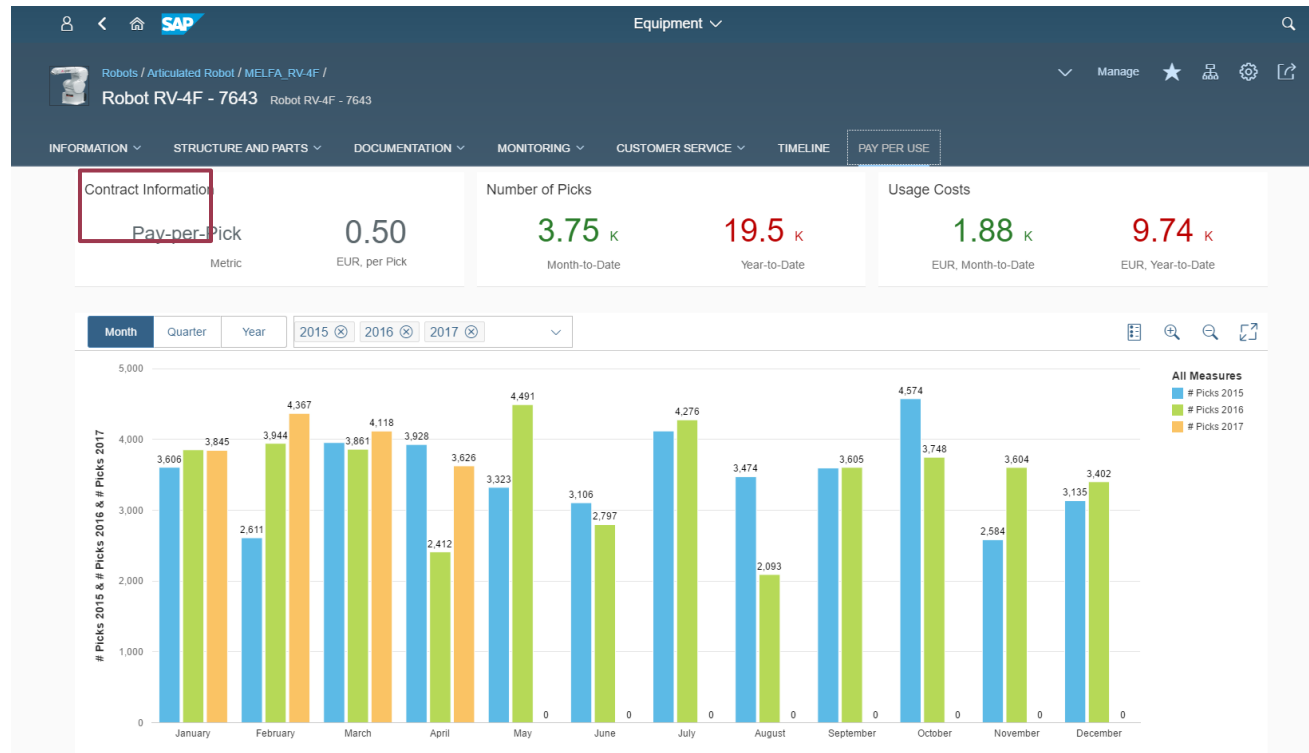 SAP
Equipment
Robots / Articulated Robot / MELFA_RV-4F /
Manage
Robot RV-4F - 7643 Robot RV-4F - 7643
INFORMATION STRUCTURE AND PARTS DOCUMENTATION MONITORING CUSTOMER SERVICE TIMELINE PAY PER USE
Contract Information
Pay-per-Pick 0.50
Metric EUR, per Pick
Number of Picks
3.75 K 19.5 K
Month-to-Date Year-to-Date
Usage Costs
1.88 K 9.74 K
EUR, Month-to-Date EUR, Year-to-Date
Month Quarter Year 2015 2016 2017
# Picks 2015 & # Picks 2016 & # Picks 2017
5,000
4,000
3,000
2,000
1,000
0
3,606 3,845
2,611 3,944 4,367
3,861 4,118
3,928 2,412 3,626
3,323 4,491 0
3,106 2,797 0
4,276 0
3,474 2,093 0
3,605 0
4,574 3,748 0
2,584 3,604 0
3,135 3,402 0
January February March April May June July August September October November December
All Measures
# Picks 2015
# Picks 2016
# Picks 2017